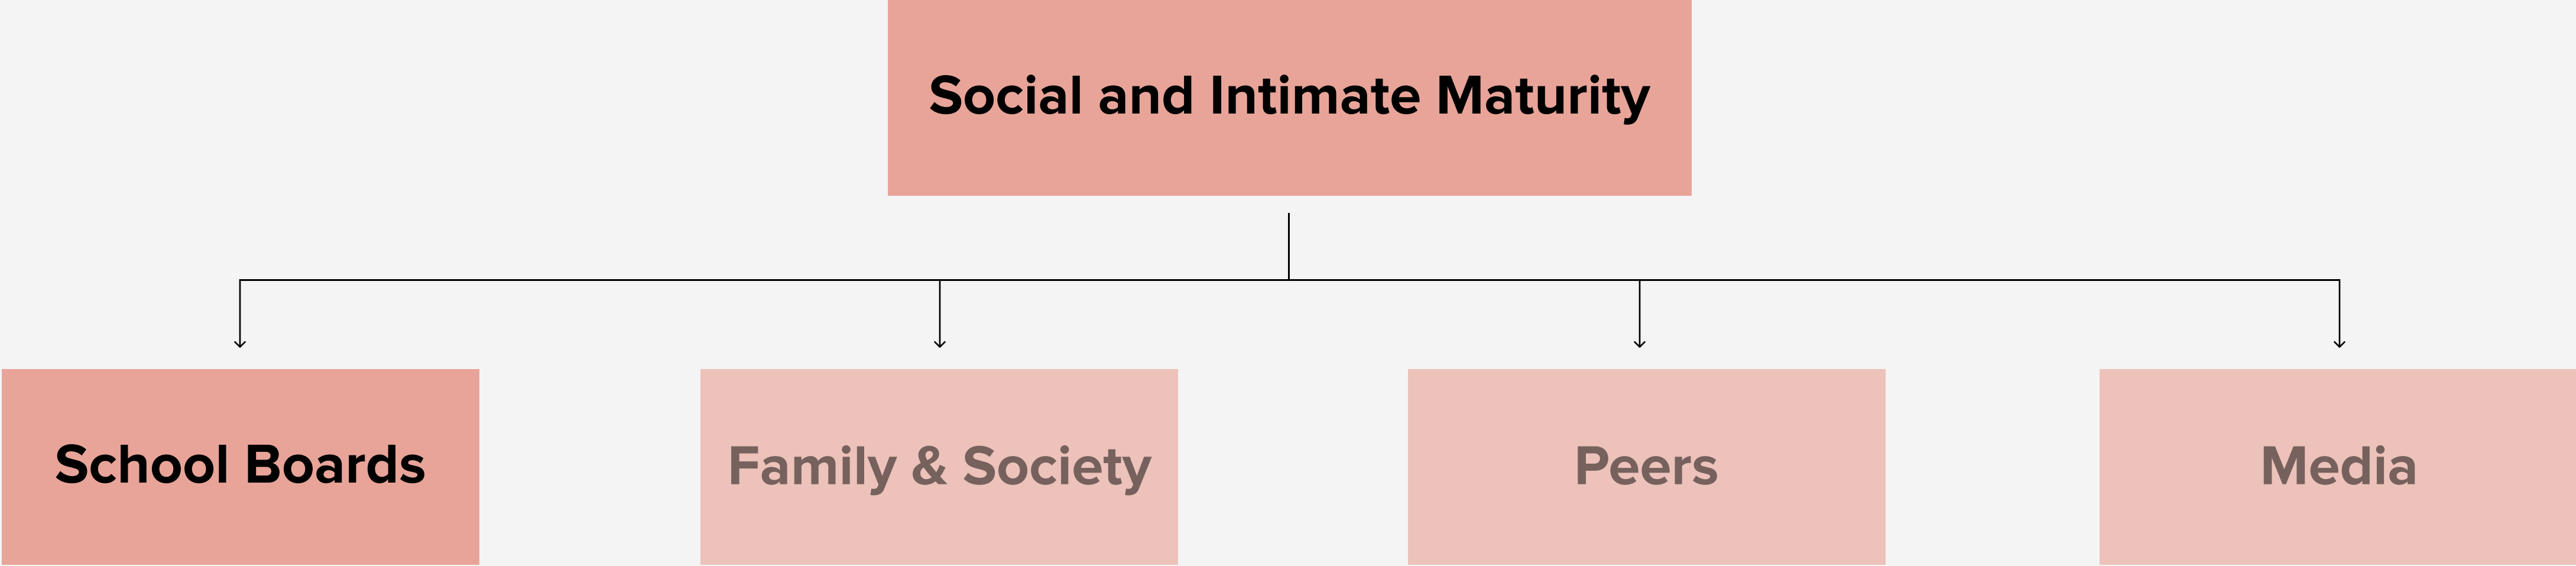 Social and Intimate Maturity
School Boards
Family & Society
Peers
Media